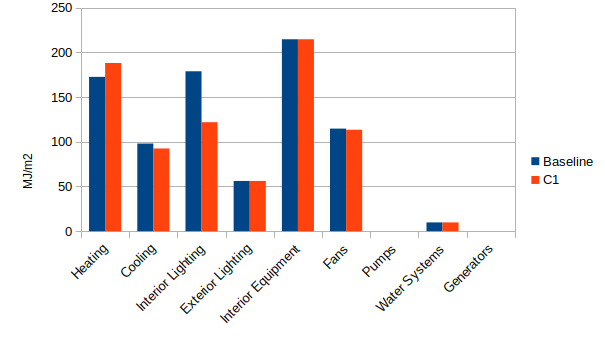 250
200
150
100
50
0
MJ/m2
Heating
Cooling
Interior Lighting
Exterior Lighting
Interior Equipment
Fans
Pumps
Water Systems
Generators
Baseline
C1